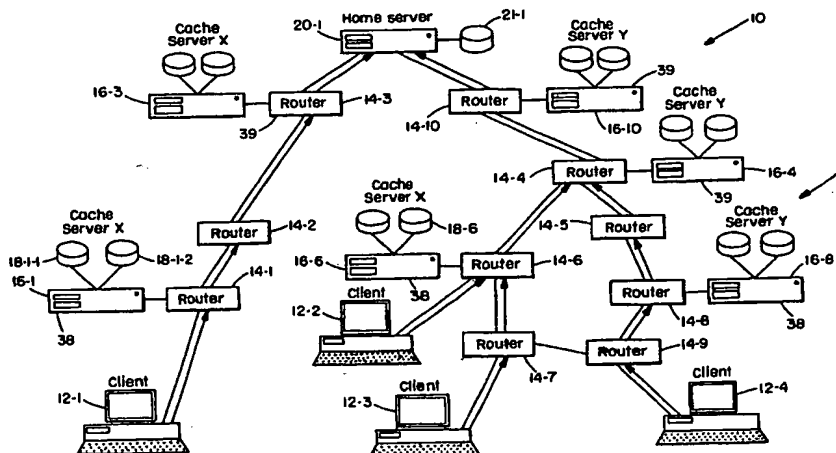 Home server
20-1
21-1
10
Cache
Server X
Cache
Server Y
16-3
Router
39
14-3
Router
14-10
39
16-10
Cache
Server Y
Router
14-4
39
16-4
Cache
Server X
Router
14-2
Cache
Server X
18-6
Router
14-5
Cache
Server Y
18-1-1
18-1-2
16-1
38
Router
14-1
16-6
38
Router
14-6
Router
14-8
16-8
38
Client
12-2
Router
14-7
Router
14-9
Client
12-1
Client
12-3
Client
12-4